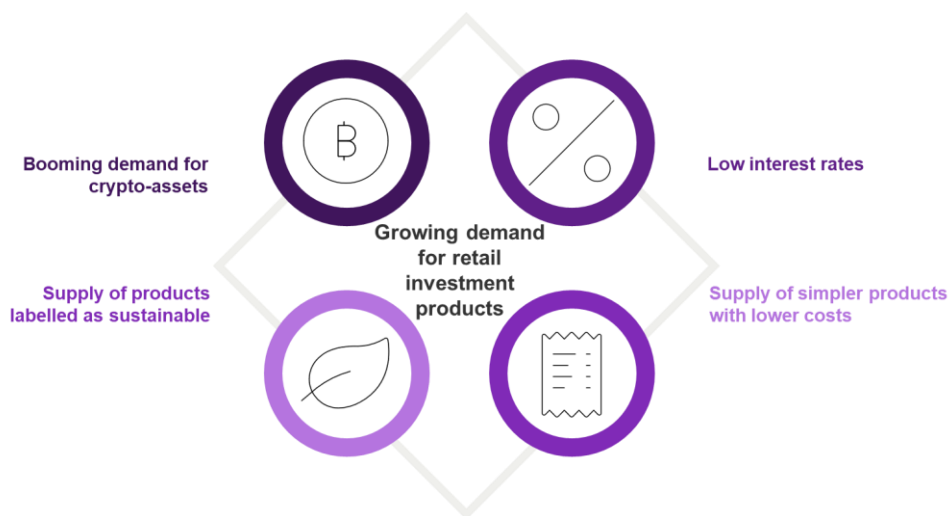 Booming demand for
crypto-assets
Low interest rates
Growing demand
for retail
investment
products
Supply of products
labelled as sustainable
Supply of simpler products
with lower costs